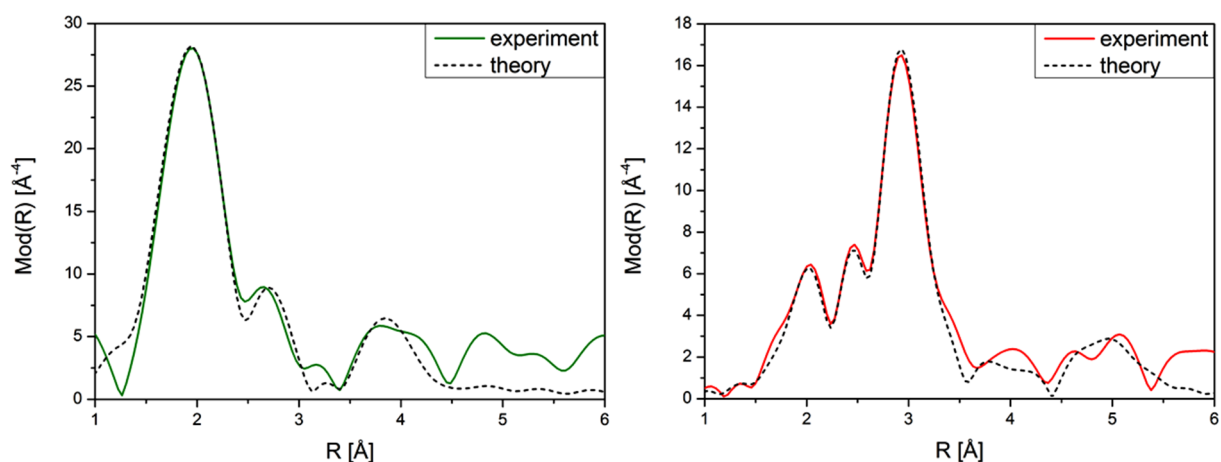 30
25
20
15
10
5
0
1 2 3 4 5 6
Mod(R) [Å⁻⁴]
R [Å]
experiment
theory
18
16
14
12
10
8
6
4
2
0
1 2 3 4 5 6
Mod(R) [Å⁻⁴]
R [Å]
experiment
theory